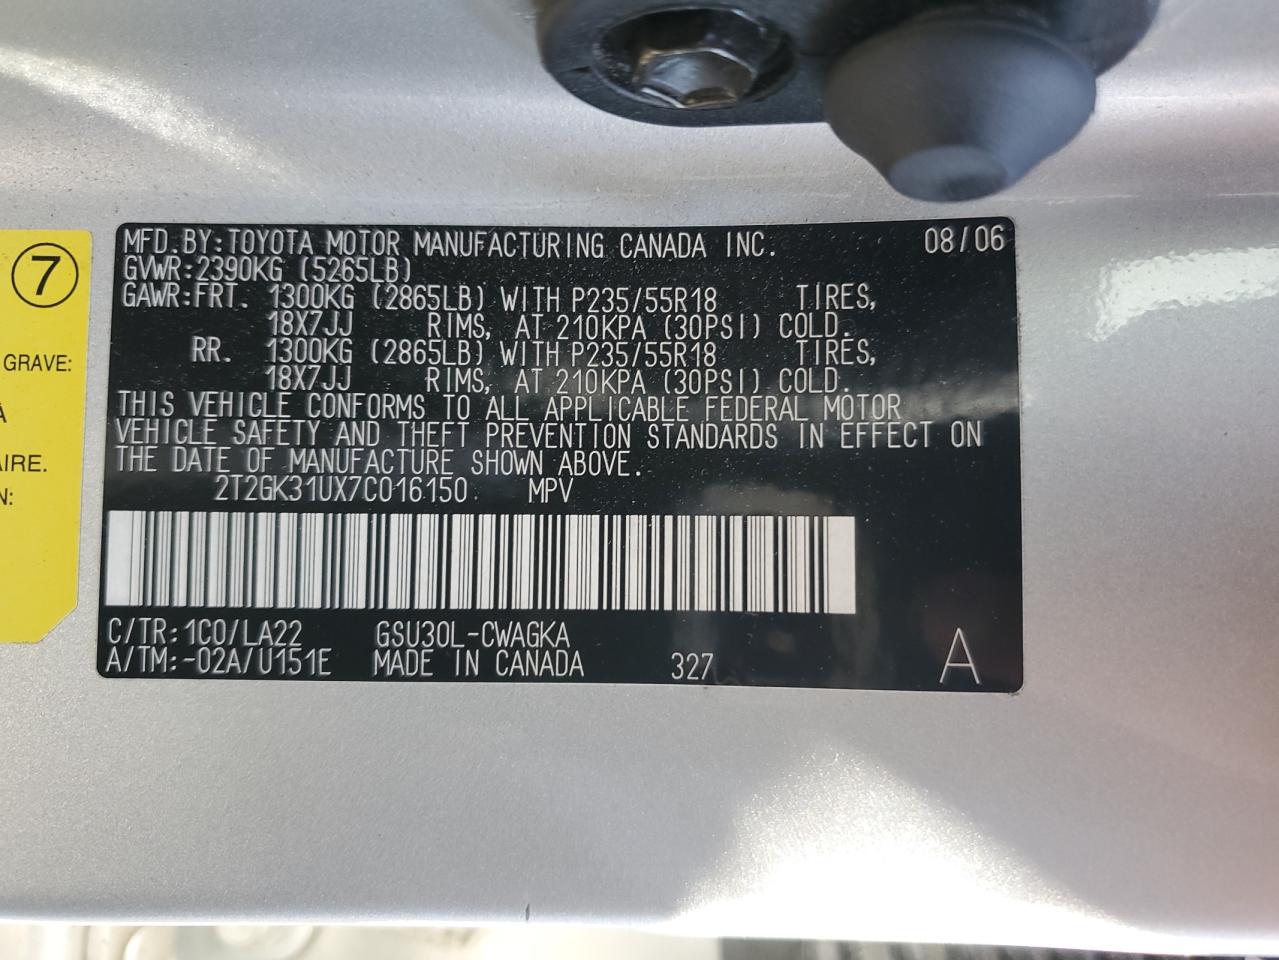 7
GRAVE:
À
AIRE.
N:
MFD.BY:TOYOTA MOTOR MANUFACTURING CANADA INC. 08/06
GVWR:2390KG (5265LB)
GAWR:FRT. 1300KG (2865LB) WITH P235/55R18 TIRES,
18X7JJ RIMS, AT 210KPA (30PSI) COLD.
RR. 1300KG (2865LB) WITH P235/55R18 TIRES,
18X7JJ RIMS, AT 210KPA (30PSI) COLD.
THIS VEHICLE CONFORMS TO ALL APPLICABLE FEDERAL MOTOR
VEHICLE SAFETY AND THEFT PREVENTION STANDARDS IN EFFECT ON
THE DATE OF MANUFACTURE SHOWN ABOVE.
2T2GK31UX7C016150 MPV
C/TR:1C0/LA22 GSU30L-CWAGKA
A/TM:-02A/U151E MADE IN CANADA 327 A